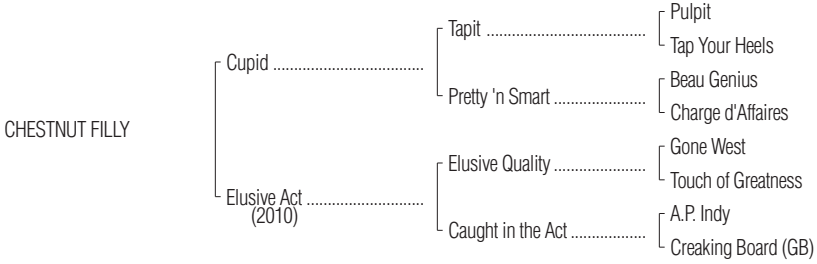 Pulpit
Tapit ....................................
Tap Your Heels
Cupid .................................
Beau Genius
Pretty 'n Smart ....................
Charge d'Affaires
CHESTNUT FILLY
Gone West
Elusive Quality ....................
Touch of Greatness
Elusive Act ..........................
(2010)
A.P. Indy
Caught in the Act .................
Creaking Board (GB)